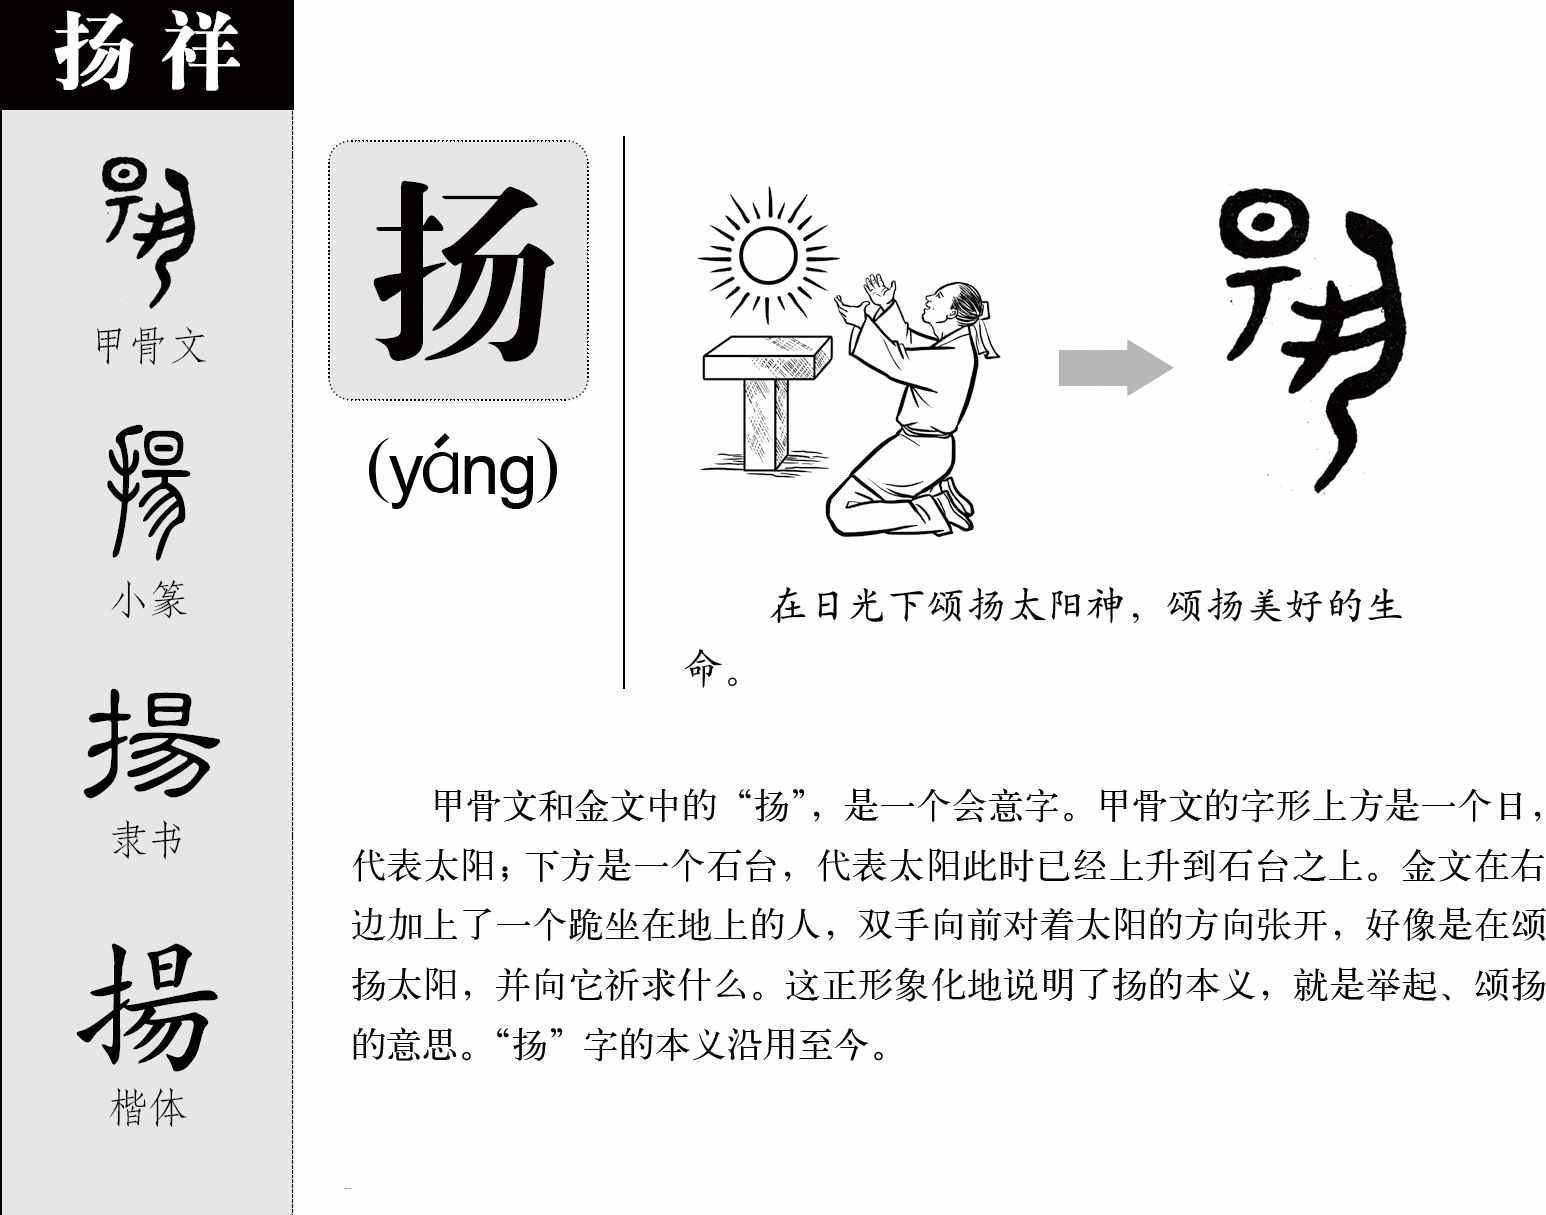 扬祥
甲骨文
揚
小篆
揚
隶书
揚
楷体
扬
(yáng)
在日光下颂扬太阳神，颂扬美好的生
命。
甲骨文和金文中的“扬”，是一个会意字。甲骨文的字形上方是一个日，
代表太阳；下方是一个石台，代表太阳此时已经上升到石台之上。金文在右
边加上了一个跪坐在地上的人，双手向前对着太阳的方向张开，好像是在颂
扬太阳，并向它祈求什么。这正形象化地说明了扬的本义，就是举起、颂扬
的意思。“扬”字的本义沿用至今。